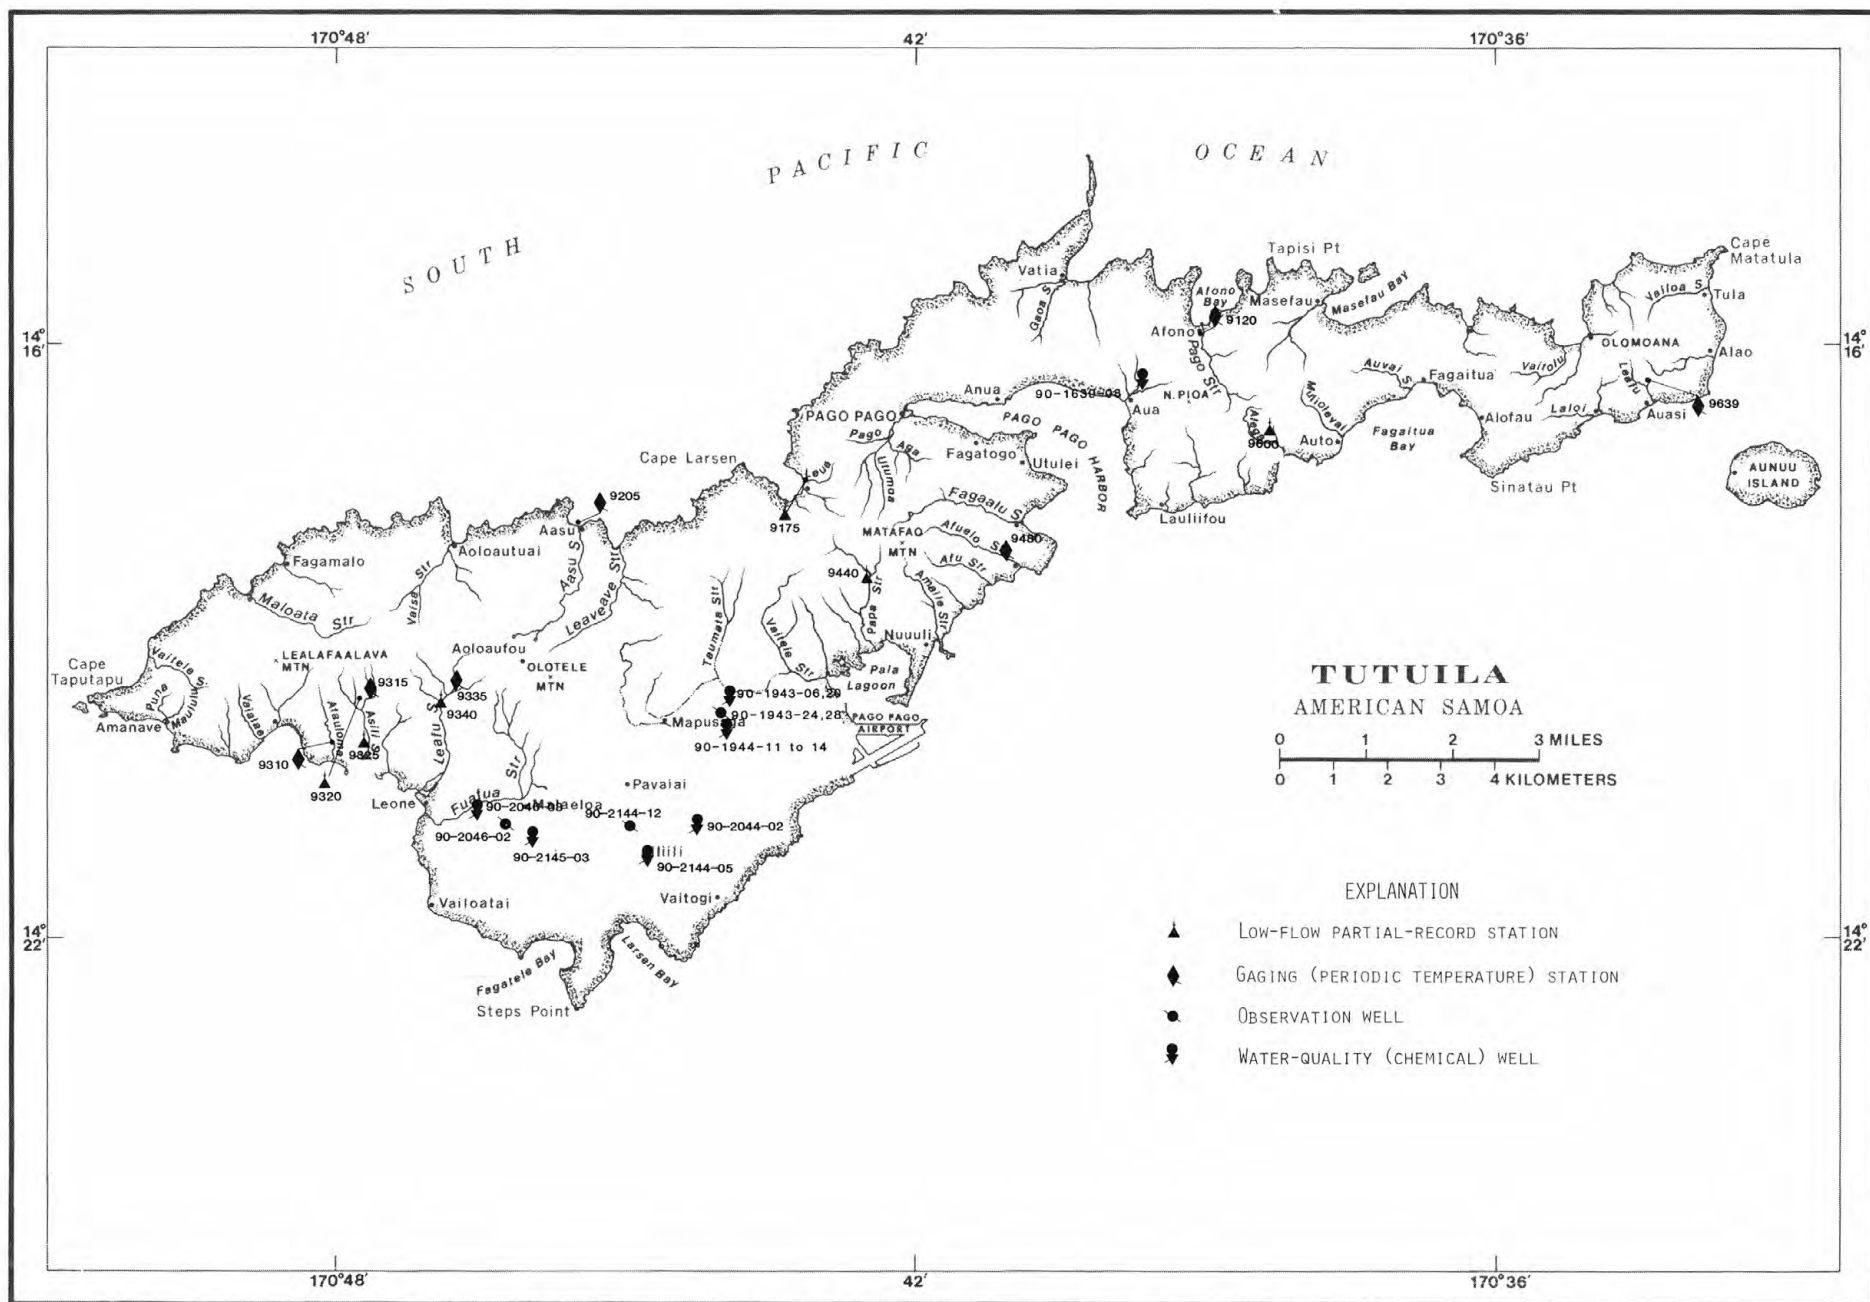 170°48'
42'
170°36'
SOUTH
PACIFIC
OCEAN
Tapisi Pt
Cape
Matatula
Vatia
Gaoa S
Afono
Bay
Masefau
Masefau Bay
Vailoa S
Tula
9120
Afono
Pago Str
14°
16'
14°
16'
OLOMOANA
Alao
Vaitolu
Leafu
Auvai S
Fagaitua
Anua
90-1639-08
N. PIOA
Aua
9639
Auasi
Laloi
Alofau
PAGO PAGO
PAGO PAGO
HARBOR
Pago
Aga
Utumoa
Fagatogo
Utulei
Alega
9600
Auto
Fagaitua
Bay
Sinatau Pt
AUNUU
ISLAND
Cape Larsen
Leua
9175
9205
Aasu
Aasu S
Leaveave Str
Fagaalu S
Lauliifou
MATAFAO
MTN
Afuelo S
9480
Afu Str
Amalie Str
9440
Papa Str
Nuuuli
Aoloautuai
Fagamalo
Vaisa Str
Maloata Str
Taumata Str
Vaitele Str
Pala
Lagoon
Aoloaufou
OLOTELE
MTN
LEALAFAALAVA
MTN
Cape
Taputapu
Vaitele S
Puna
Amanave
9315
9335
9340
Atauloma
Asili S
Leafu S
9325
9310
9320
Leone
90-1943-06,20
90-1943-24,28
Mapusaga
90-1944-11 to 14
PAGO PAGO
AIRPORT
Str
Fuafua
Pavaiai
Malaeloa
90-2046-02
90-2145-03
90-2144-12
90-2044-02
Iliili
90-2144-05
Vailoatai
Vaitogi
Fagatele Bay
Larsen Bay
Steps Point
TUTUILA
AMERICAN SAMOA
0 1 2 3 MILES
0 1 2 3 4 KILOMETERS
14°
22'
14°
22'
EXPLANATION
LOW-FLOW PARTIAL-RECORD STATION
GAGING (PERIODIC TEMPERATURE) STATION
OBSERVATION WELL
WATER-QUALITY (CHEMICAL) WELL
170°48'
42'
170°36'